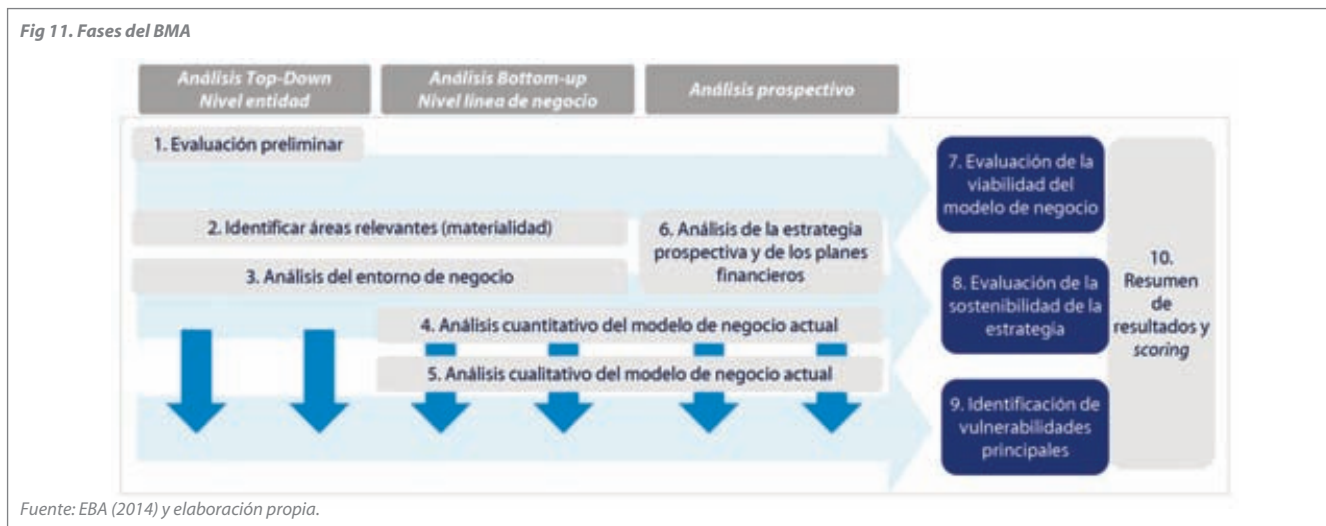 Fig 11. Fases del BMA
Análisis Top-Down
Nivel entidad
Análisis Bottom-up
Nivel línea de negocio
Análisis prospectivo
1. Evaluación preliminar
2. Identificar áreas relevantes (materialidad)
3. Análisis del entorno de negocio
4. Análisis cuantitativo del modelo de negocio actual
5. Análisis cualitativo del modelo de negocio actual
6. Análisis de la estrategia
prospectiva y de los planes
financieros
7. Evaluación de la
viabilidad del
modelo de negocio
8. Evaluación de la
sostenibilidad de la
estrategia
9. Identificación de
vulnerabilidades
principales
10.
Resumen
de
resultados y
scoring
Fuente: EBA (2014) y elaboración propia.